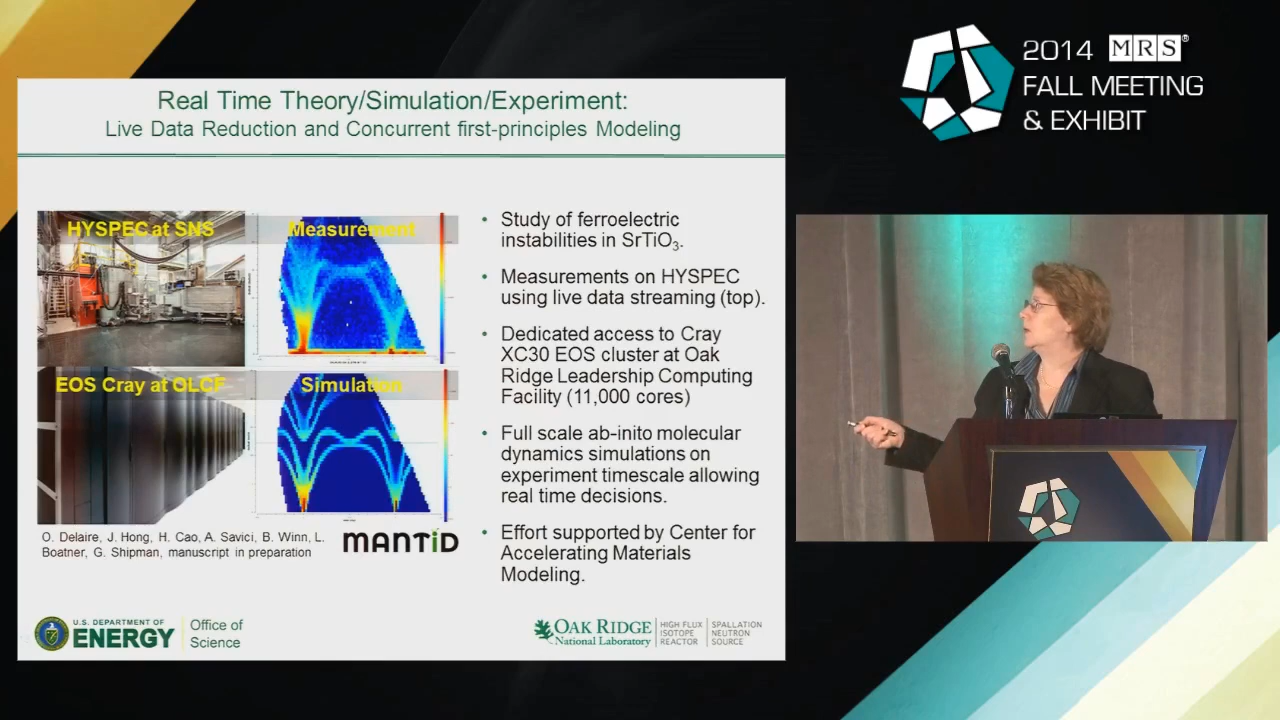 2014 MRS®
FALL MEETING
& EXHIBIT
Real Time Theory/Simulation/Experiment:
Live Data Reduction and Concurrent first-principles Modeling
HYSPEC at SNS
Measurement
EOS Cray at OLCF
Simulation
O. Delaire, J. Hong, H. Cao, A. Savici, B. Winn, L.
Boatner, G. Shipman, manuscript in preparation
MANTiD
• Study of ferroelectric
instabilities in SrTiO₃.
• Measurements on HYSPEC
using live data streaming (top).
• Dedicated access to Cray
XC30 EOS cluster at Oak
Ridge Leadership Computing
Facility (11,000 cores)
• Full scale ab-inito molecular
dynamics simulations on
experiment timescale allowing
real time decisions.
• Effort supported by Center for
Accelerating Materials
Modeling.
U.S. DEPARTMENT OF
ENERGY
Office of
Science
OAK RIDGE
National Laboratory
HIGH FLUX
ISOTOPE
REACTOR
SPALLATION
NEUTRON
SOURCE